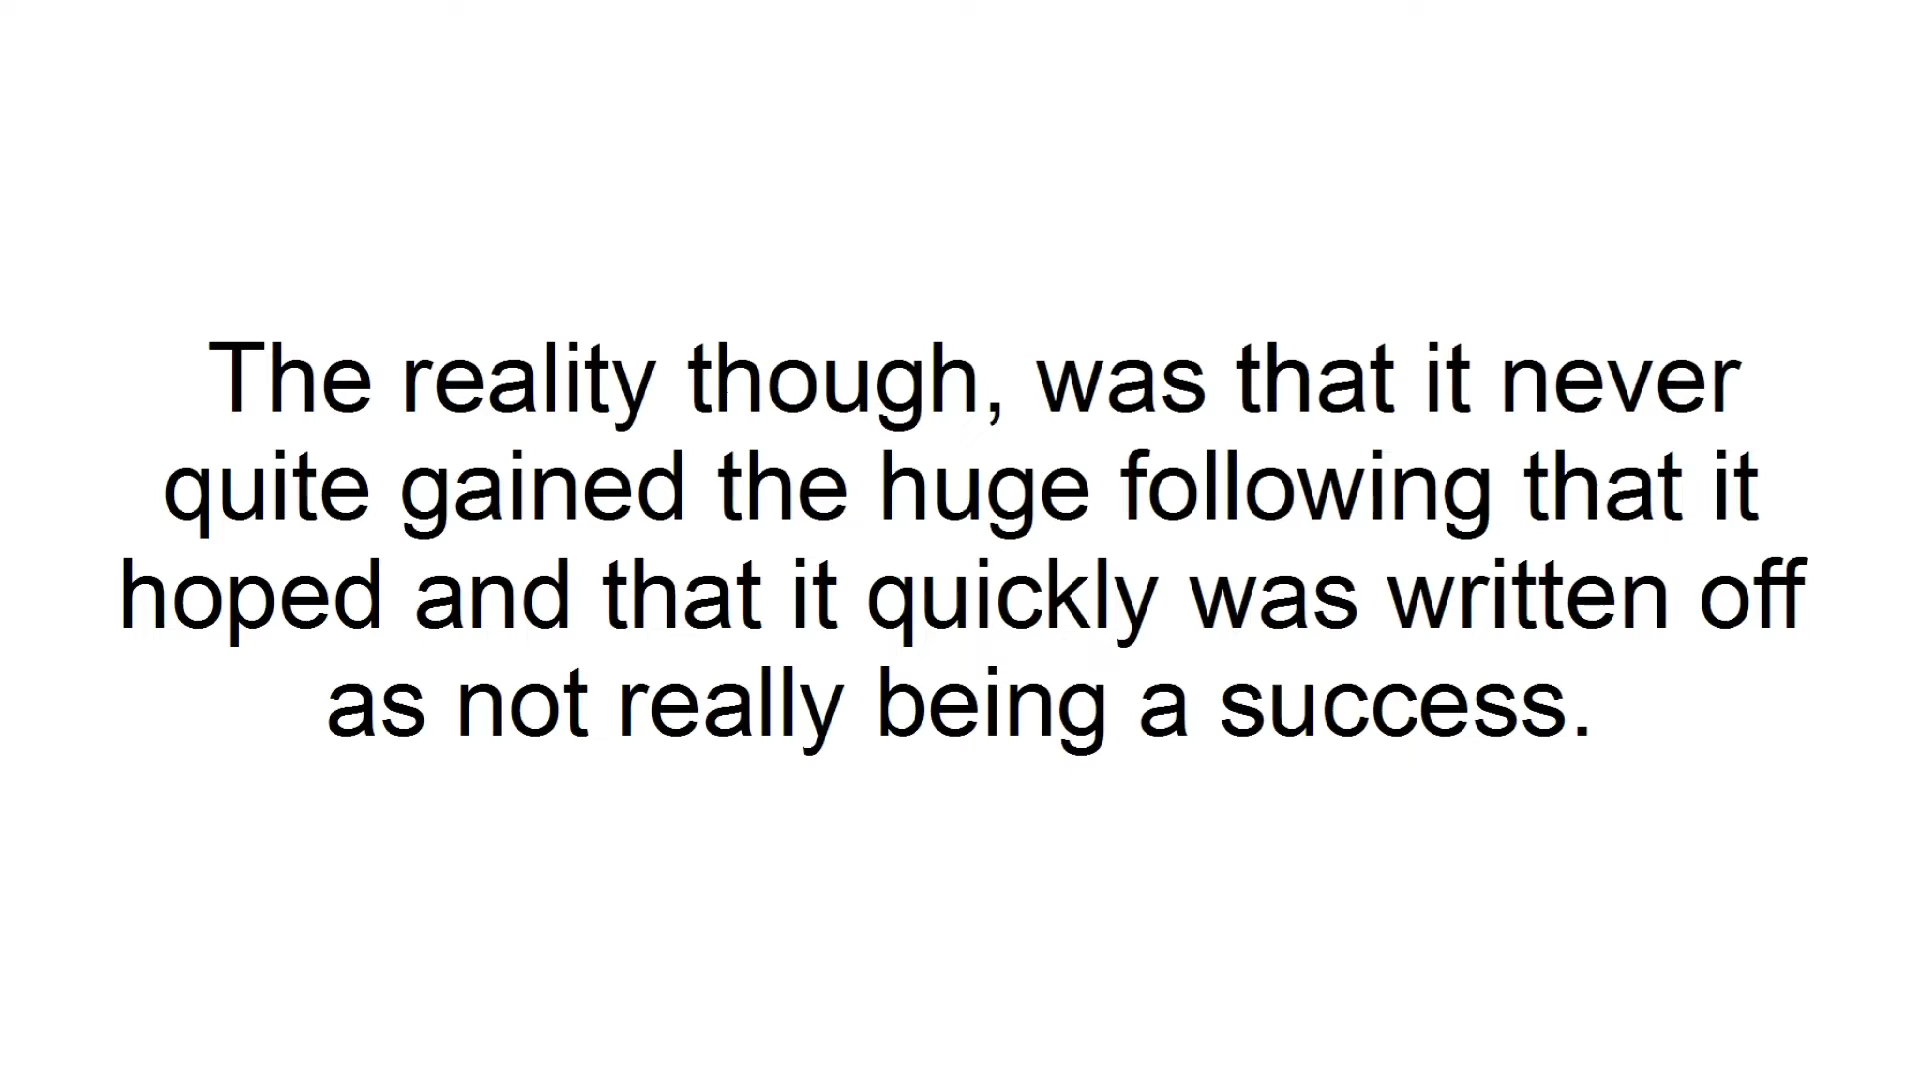 The reality though, was that it never
quite gained the huge following that it
hoped and that it quickly was written off
as not really being a success.